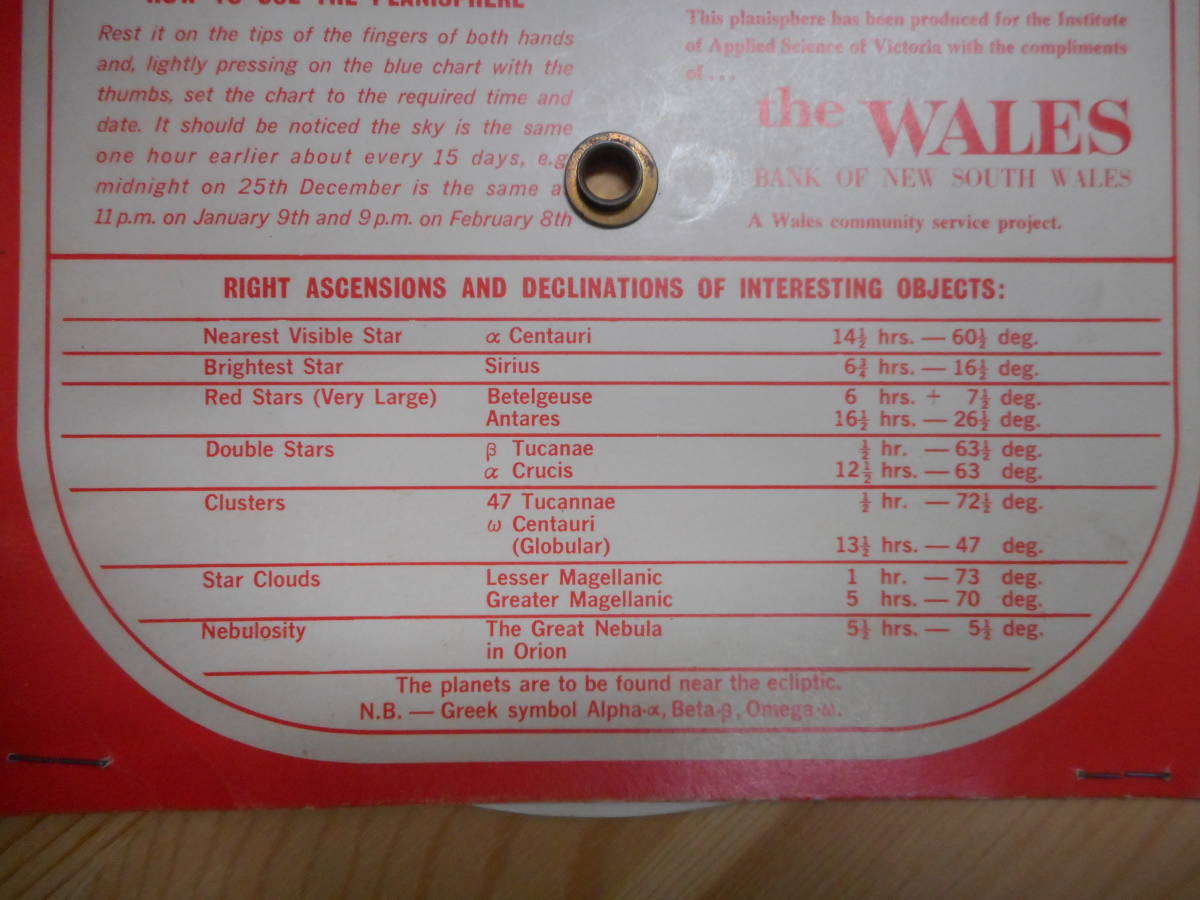 HOW TO USE THE PLANISPHERE
Rest it on the tips of the fingers of both hands
and, lightly pressing on the blue chart with the
thumbs, set the chart to the required time and
date. It should be noticed the sky is the same
one hour earlier about every 15 days, e.g
midnight on 25th December is the same a
11 p.m. on January 9th and 9 p.m. on February 8th
This planisphere has been produced for the Institute
of Applied Science of Victoria with the compliments
of . . .
the WALES
BANK OF NEW SOUTH WALES
A Wales community service project.
RIGHT ASCENSIONS AND DECLINATIONS OF INTERESTING OBJECTS:
Nearest Visible Star α Centauri 14½ hrs. — 60½ deg.
Brightest Star Sirius 6¾ hrs. — 16½ deg.
Red Stars (Very Large) Betelgeuse 6 hrs. + 7½ deg.
Antares 16½ hrs. — 26½ deg.
Double Stars β Tucanae ½ hr. — 63½ deg.
α Crucis 12½ hrs. — 63 deg.
Clusters 47 Tucannae ½ hr. — 72½ deg.
ω Centauri
(Globular) 13½ hrs. — 47 deg.
Star Clouds Lesser Magellanic 1 hr. — 73 deg.
Greater Magellanic 5 hrs. — 70 deg.
Nebulosity The Great Nebula 5½ hrs. — 5½ deg.
in Orion
The planets are to be found near the ecliptic.
N.B. — Greek symbol Alpha-α, Beta-β, Omega-ω.